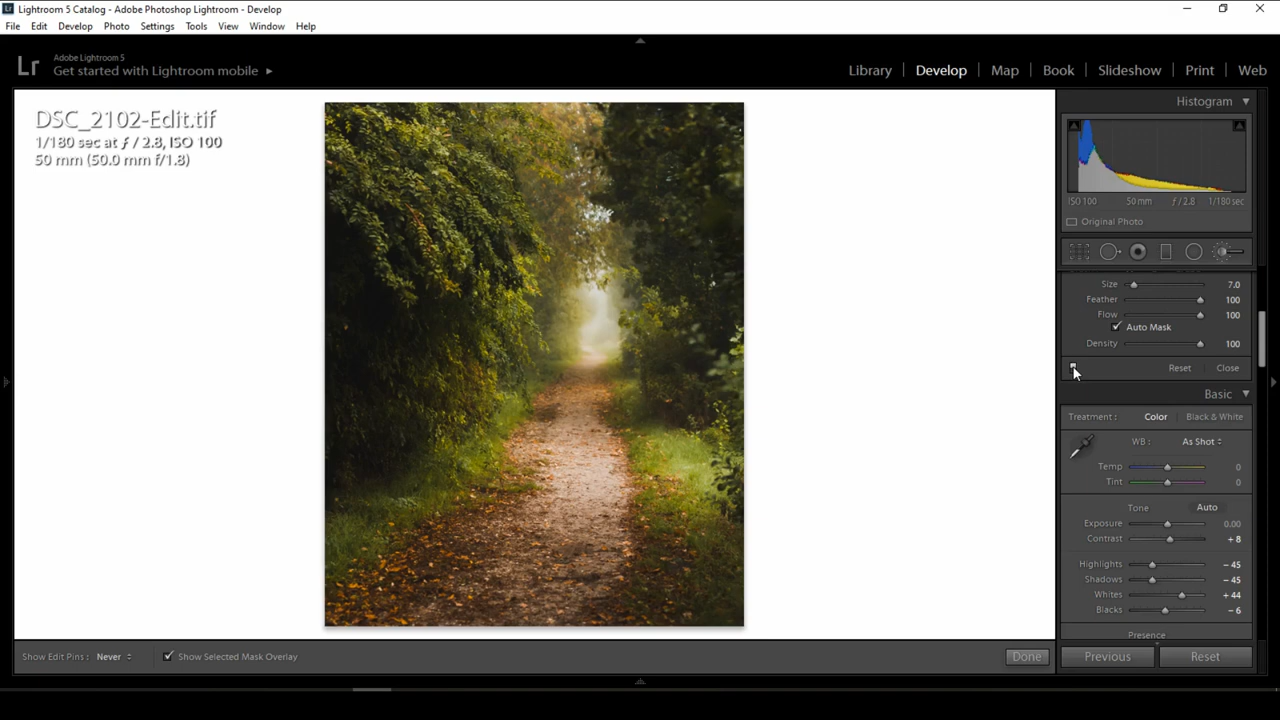 Lightroom 5 Catalog - Adobe Photoshop Lightroom - Develop
File Edit Develop Photo Settings Tools View Window Help
Lr Adobe Lightroom 5
Get started with Lightroom mobile ▸
Library Develop Map Book Slideshow Print Web
DSC_2102-Edit.tif
1/180 sec at ƒ / 2.8, ISO 100
50 mm (50.0 mm f/1.8)
Histogram
ISO 100 50 mm ƒ / 2.8 1/180 sec
Original Photo
Size 7.0
Feather 100
Flow 100
Auto Mask
Density 100
Reset Close
Basic
Treatment : Color Black & White
WB : As Shot
Temp 0
Tint 0
Tone Auto
Exposure 0.00
Contrast + 8
Highlights − 45
Shadows − 45
Whites + 44
Blacks − 6
Presence
Show Edit Pins : Never Show Selected Mask Overlay Done Previous Reset